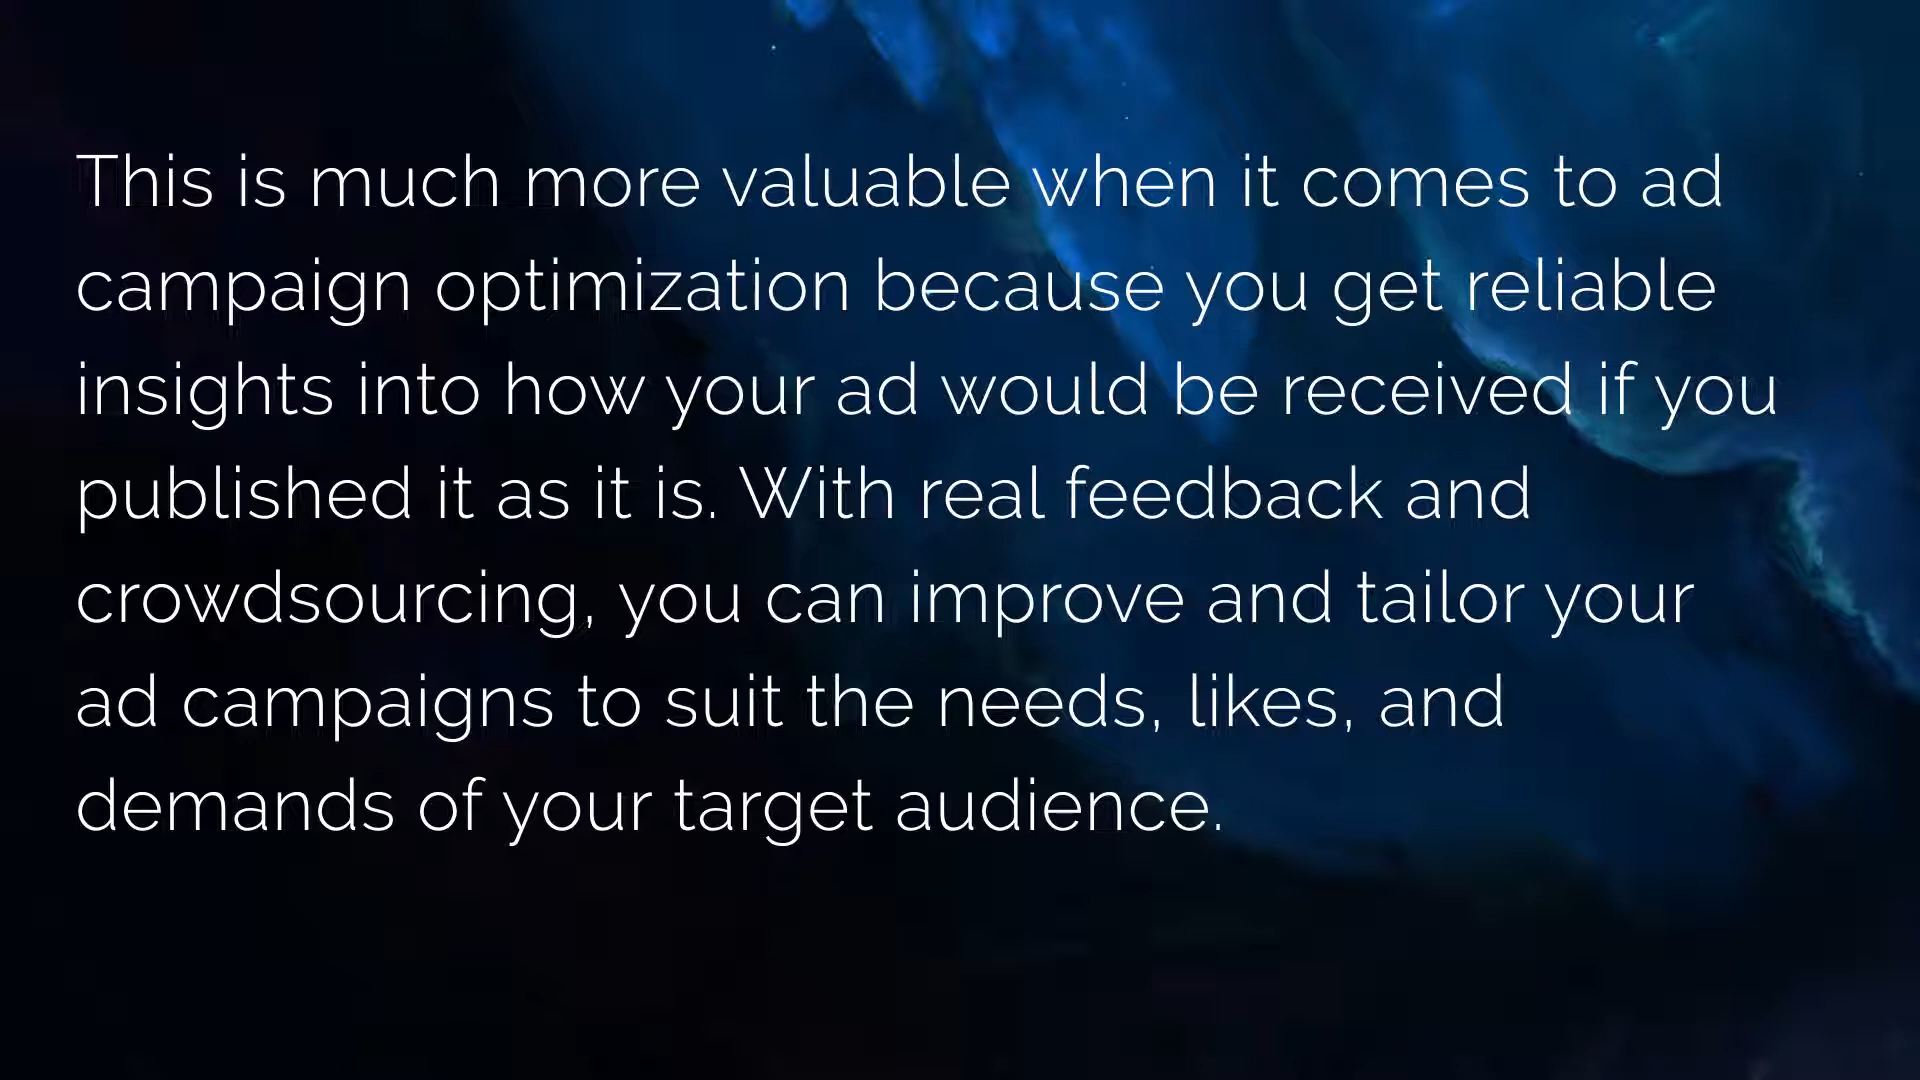 This is much more valuable when it comes to ad
campaign optimization because you get reliable
insights into how your ad would be received if you
published it as it is. With real feedback and
crowdsourcing, you can improve and tailor your
ad campaigns to suit the needs, likes, and
demands of your target audience.